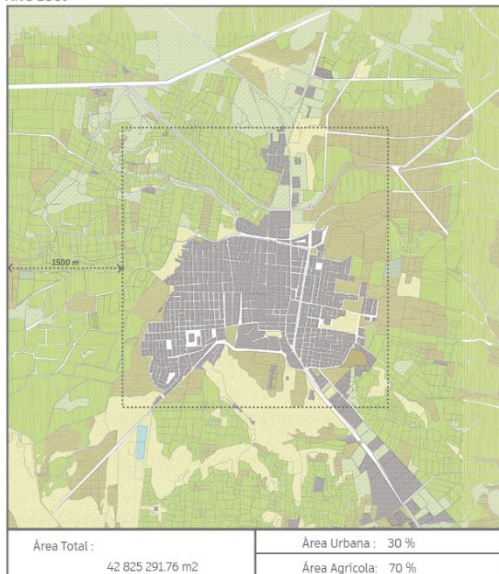 1500 m
Área Total :
42 825 291.76 m2
Área Urbana : 30 %
Área Agrícola: 70 %